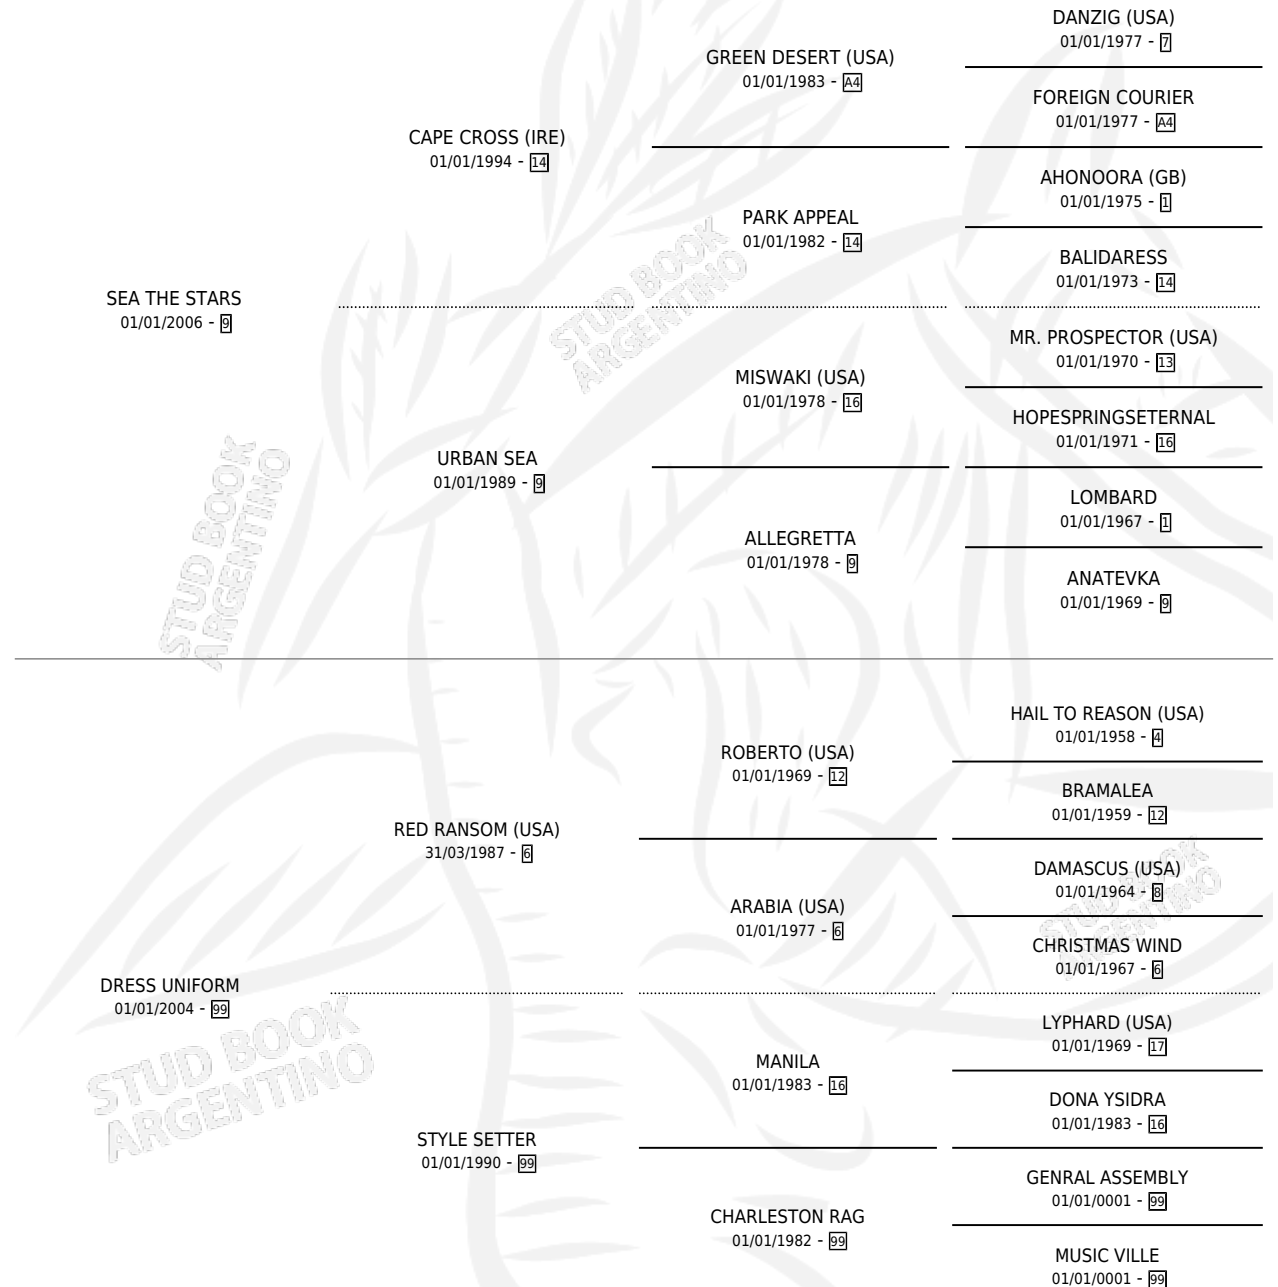 DANZIG (USA)
01/01/1977 - 7
GREEN DESERT (USA)
01/01/1983 - A4
FOREIGN COURIER
01/01/1977 - A4
CAPE CROSS (IRE)
01/01/1994 - 14
AHONOORA (GB)
01/01/1975 - 1
PARK APPEAL
01/01/1982 - 14
BALIDARESS
01/01/1973 - 14
SEA THE STARS
01/01/2006 - 9
MR. PROSPECTOR (USA)
01/01/1970 - 13
MISWAKI (USA)
01/01/1978 - 16
HOPESPRINGSETERNAL
01/01/1971 - 16
URBAN SEA
01/01/1989 - 9
LOMBARD
01/01/1967 - 1
ALLEGRETTA
01/01/1978 - 9
ANATEVKA
01/01/1969 - 9
HAIL TO REASON (USA)
01/01/1958 - 4
ROBERTO (USA)
01/01/1969 - 12
BRAMALEA
01/01/1959 - 12
RED RANSOM (USA)
31/03/1987 - 6
DAMASCUS (USA)
01/01/1964 - 8
ARABIA (USA)
01/01/1977 - 6
CHRISTMAS WIND
01/01/1967 - 6
DRESS UNIFORM
01/01/2004 - 99
LYPHARD (USA)
01/01/1969 - 17
MANILA
01/01/1983 - 16
DONA YSIDRA
01/01/1983 - 16
STYLE SETTER
01/01/1990 - 99
GENRAL ASSEMBLY
01/01/0001 - 99
CHARLESTON RAG
01/01/1982 - 99
MUSIC VILLE
01/01/0001 - 99
STUD BOOK
ARGENTINO
STUD BOOK
ARGENTINO
STUD BOOK
ARGENTINO
STUD BOOK
ARGENTINO